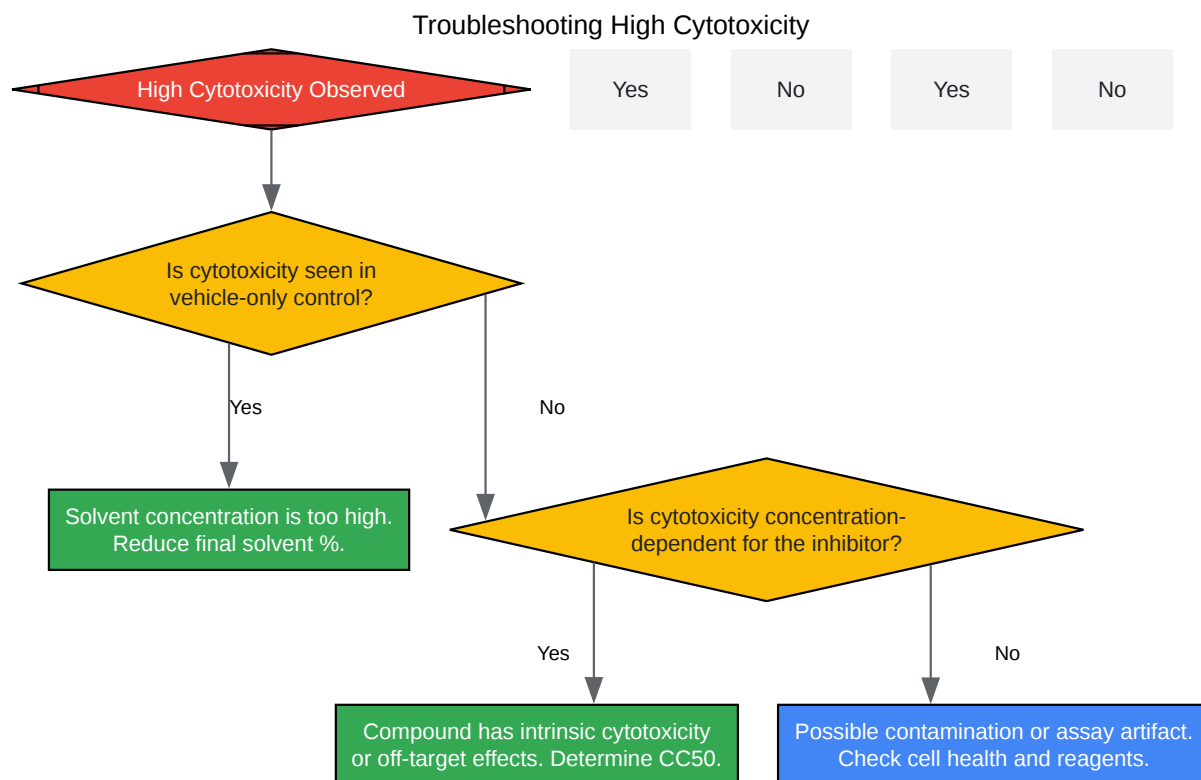 Troubleshooting High Cytotoxicity
High Cytotoxicity Observed
Yes
No
Yes
No
Is cytotoxicity seen in
vehicle-only control?
Yes
No
Solvent concentration is too high.
Reduce final solvent %.
Is cytotoxicity concentration-
dependent for the inhibitor?
Yes
No
Compound has intrinsic cytotoxicity
or off-target effects. Determine CC50.
Possible contamination or assay artifact.
Check cell health and reagents.